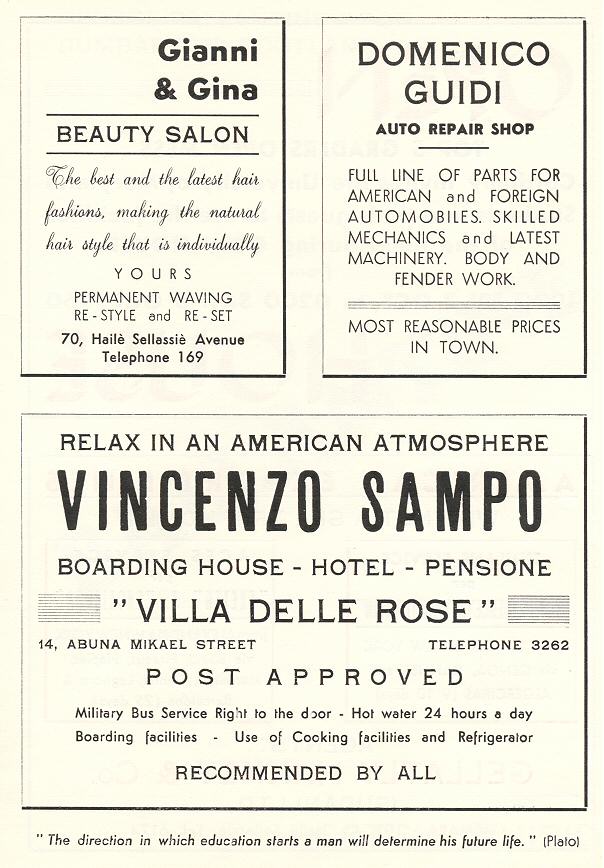 Gianni
& Gina
BEAUTY SALON
The best and the latest hair
fashions, making the natural
hair style that is individually
YOURS
PERMANENT WAVING
RE-STYLE and RE-SET
70, Hailè Sellassiè Avenue
Telephone 169
DOMENICO
GUIDI
AUTO REPAIR SHOP
FULL LINE OF PARTS FOR
AMERICAN and FOREIGN
AUTOMOBILES. SKILLED
MECHANICS and LATEST
MACHINERY. BODY AND
FENDER WORK.
MOST REASONABLE PRICES
IN TOWN.
RELAX IN AN AMERICAN ATMOSPHERE
VINCENZO SAMPO
BOARDING HOUSE - HOTEL - PENSIONE
" VILLA DELLE ROSE "
14, ABUNA MIKAEL STREET TELEPHONE 3262
POST APPROVED
Military Bus Service Right to the door - Hot water 24 hours a day
Boarding facilities - Use of Cooking facilities and Refrigerator
RECOMMENDED BY ALL
" The direction in which education starts a man will determine his future life. " (Plato)